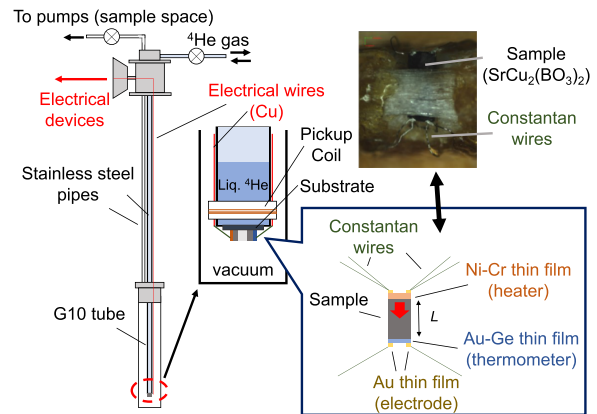 To pumps (sample space)
⁴He gas
Electrical
devices
Electrical wires
(Cu)
Sample
(SrCu₂(BO₃)₂)
Constantan
wires
Pickup
Coil
Liq. ⁴He
Substrate
Stainless steel
pipes
vacuum
G10 tube
Constantan
wires
Ni-Cr thin film
(heater)
Sample
L
Au-Ge thin film
(thermometer)
Au thin film
(electrode)